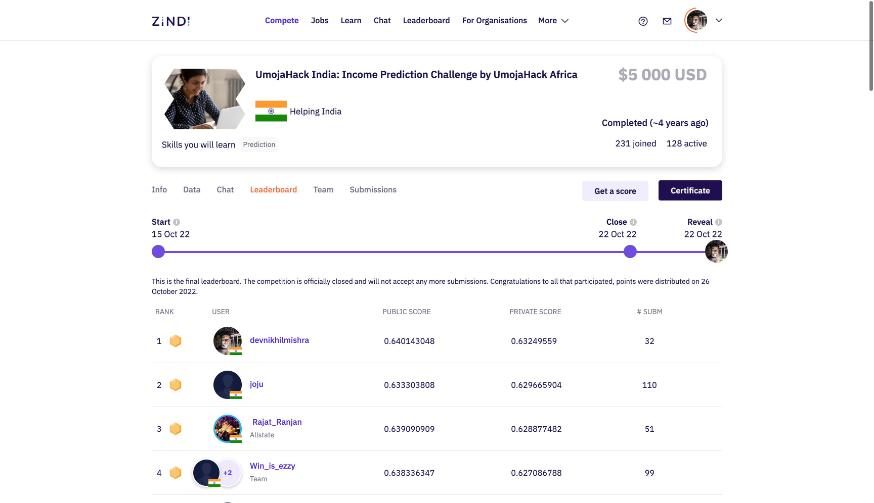 ZiNDi
Compete Jobs Learn Chat Leaderboard For Organisations More
UmojaHack India: Income Prediction Challenge by UmojaHack Africa
$5 000 USD
Helping India
Completed (~4 years ago)
231 joined 128 active
Skills you will learn Prediction
Info Data Chat Leaderboard Team Submissions
Get a score Certificate
Start Close Reveal
15 Oct 22 22 Oct 22 22 Oct 22
This is the final leaderboard. The competition is officially closed and will not accept any more submissions. Congratulations to all that participated, points were distributed on 26
October 2022.
RANK USER PUBLIC SCORE PRIVATE SCORE # SUBM
1 devnikhilmishra 0.640143048 0.63249559 32
2 joju 0.633303808 0.629665904 110
3 Rajat_Ranjan 0.639090909 0.628877482 51
Allstate
4 +2 Win_is_ezzy 0.638336347 0.627086788 99
Team